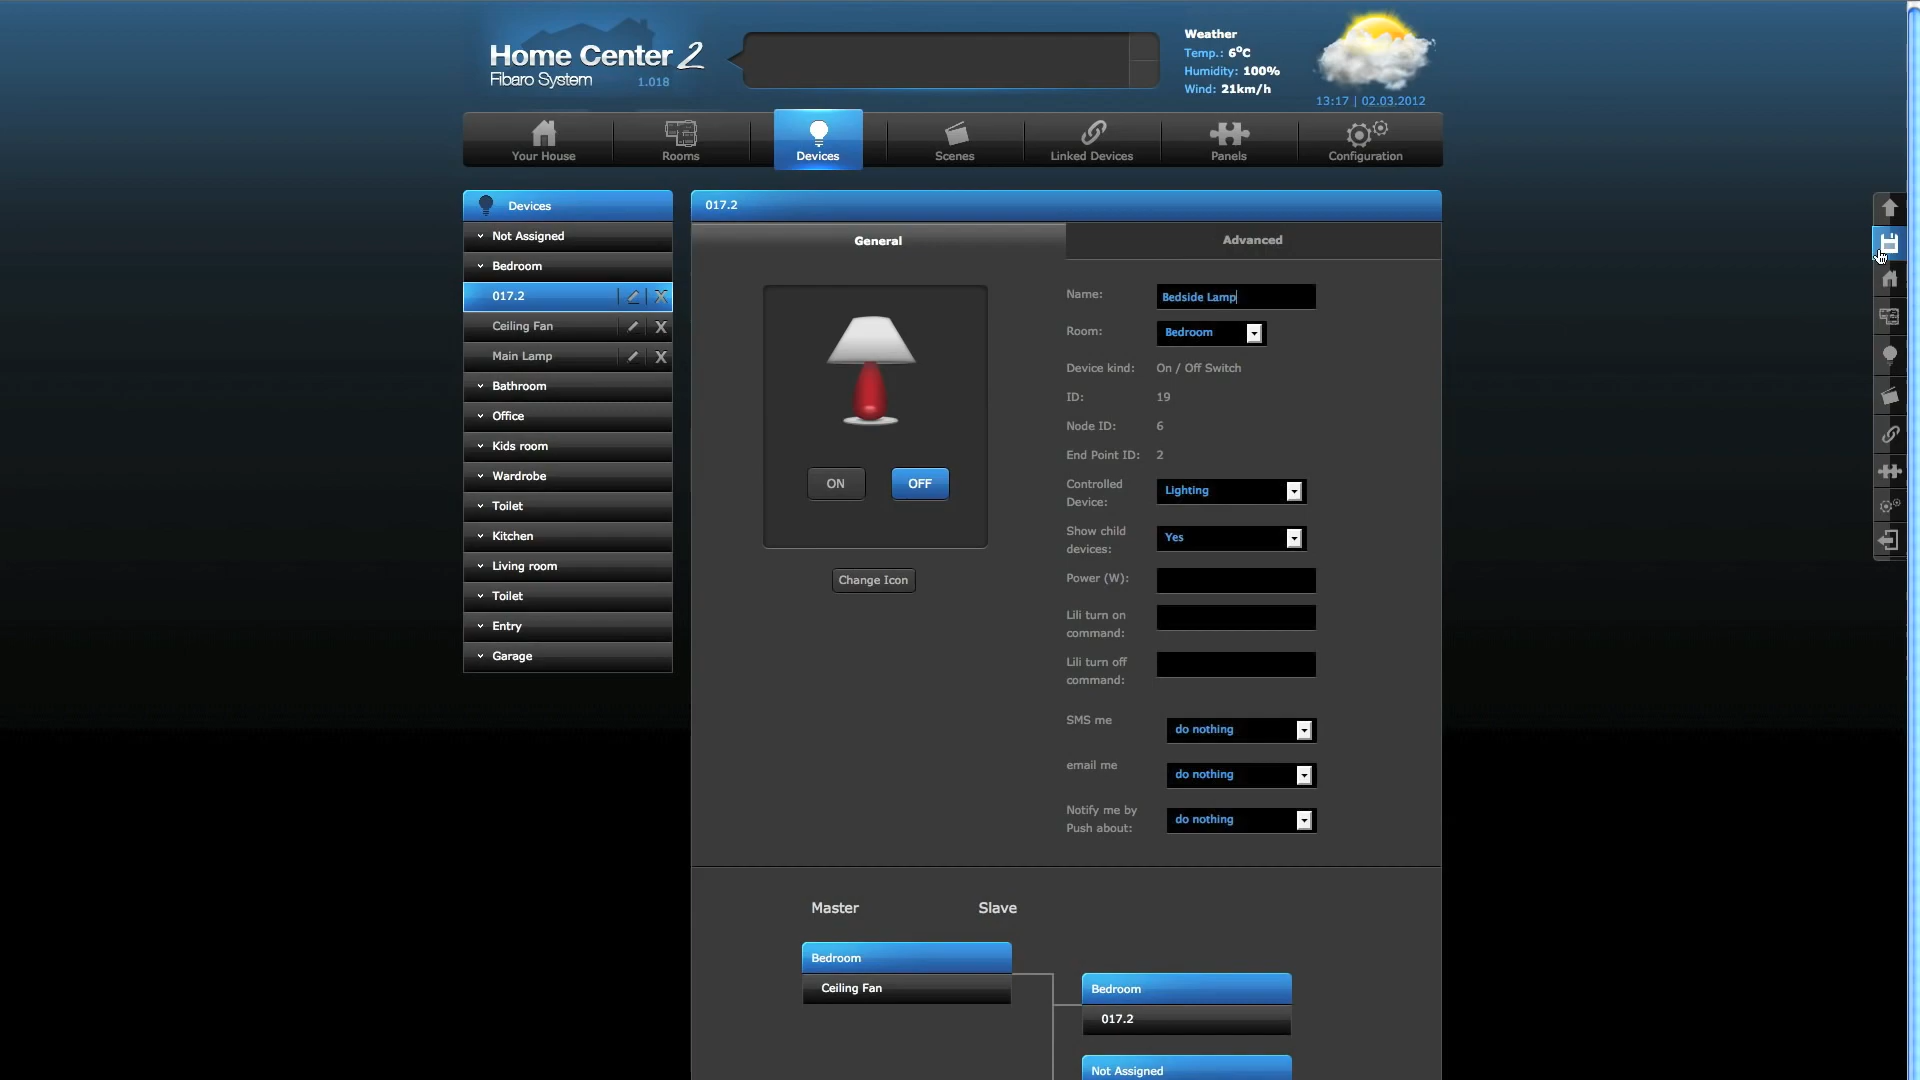 Home Center 2
Fibaro System 1.018
Weather
Temp.: 6°C
Humidity: 100%
Wind: 21km/h
13:17 | 02.03.2012
Your House
Rooms
Devices
Scenes
Linked Devices
Panels
Configuration
Devices
Not Assigned
Bedroom
017.2
Ceiling Fan
Main Lamp
Bathroom
Office
Kids room
Wardrobe
Toilet
Kitchen
Living room
Toilet
Entry
Garage
017.2
General
Advanced
ON
OFF
Change Icon
Name: Bedside Lamp
Room: Bedroom
Device kind: On / Off Switch
ID: 19
Node ID: 6
End Point ID: 2
Controlled
Device: Lighting
Show child
devices: Yes
Power (W):
Lili turn on
command:
Lili turn off
command:
SMS me do nothing
email me do nothing
Notify me by
Push about: do nothing
Master
Slave
Bedroom
Ceiling Fan
Bedroom
017.2
Not Assigned